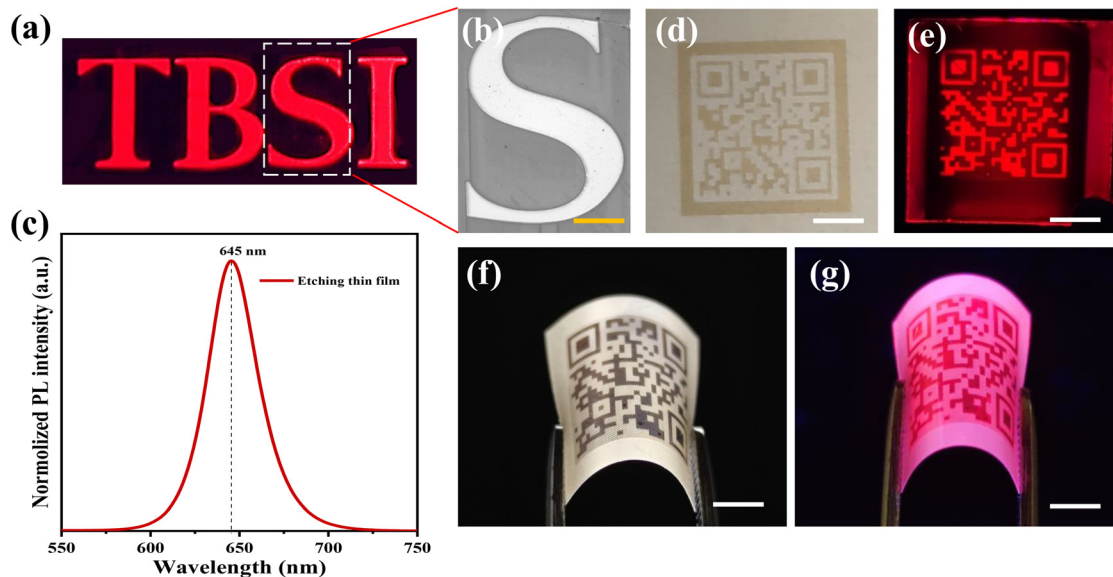 (a)
TBSI
(b)
S
(c)
645 nm
Etching thin film
Normolized PL intensity (a.u.)
550
600
650
700
750
Wavelength (nm)
(d)
(e)
(f)
(g)